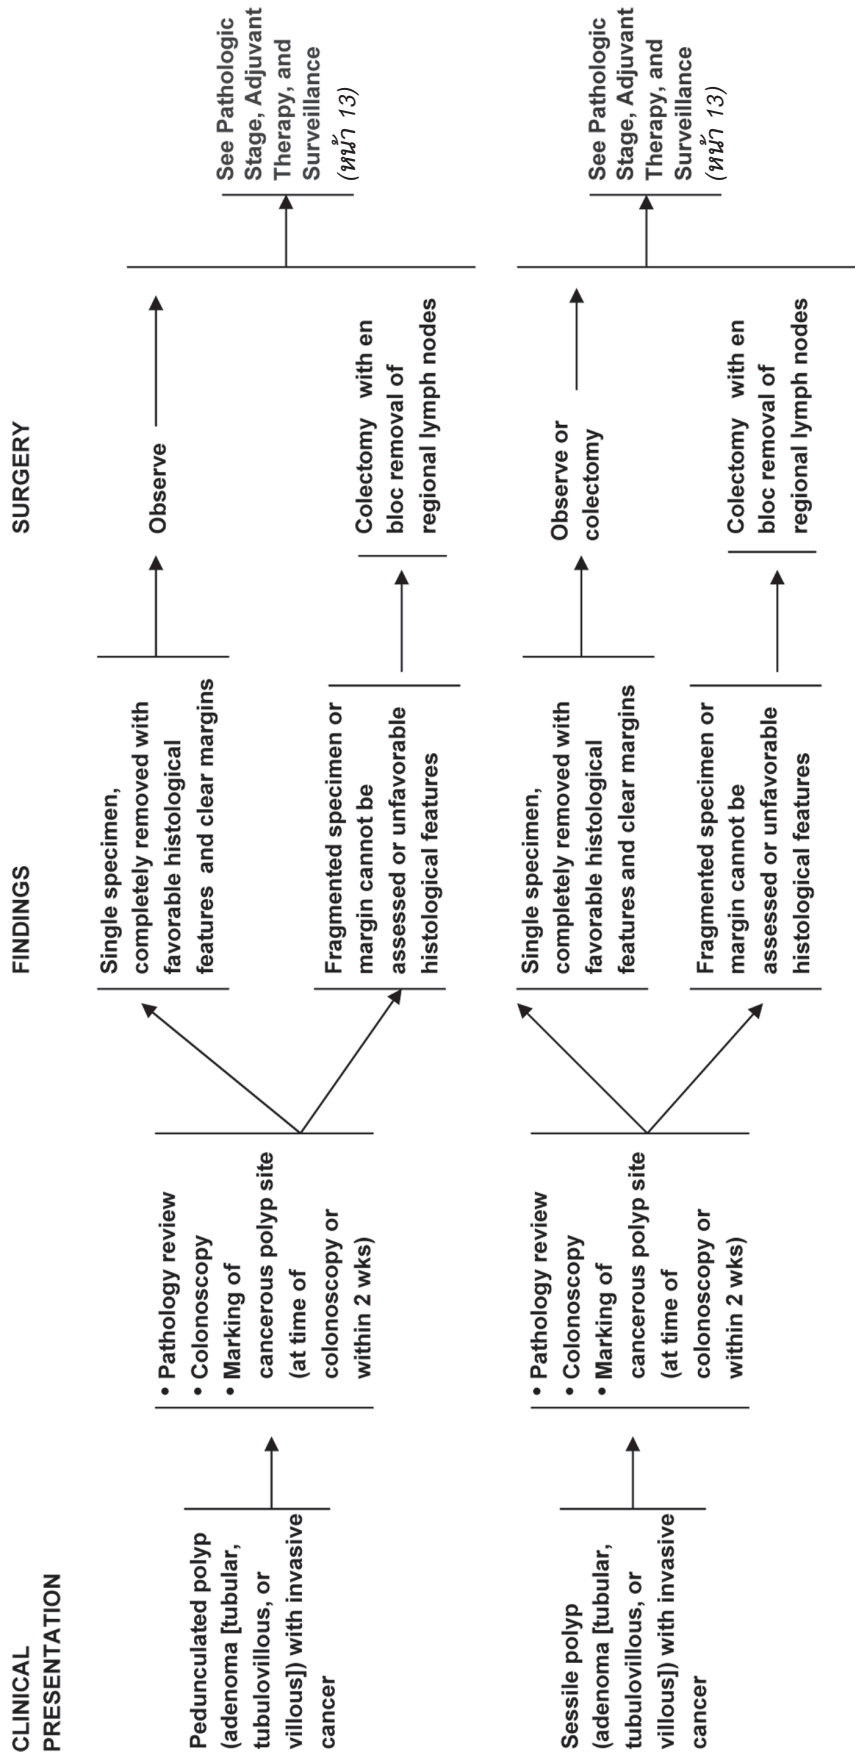 CLINICAL
PRESENTATION
FINDINGS
SURGERY
Pedunculated polyp
(adenoma [tubular,
tubulovillous, or
villous]) with invasive
cancer
• Pathology review
• Colonoscopy
• Marking of
cancerous polyp site
(at time of
colonoscopy or
within 2 wks)
Single specimen,
completely removed with
favorable histological
features and clear margins
Observe
Fragmented specimen or
margin cannot be
assessed or unfavorable
histological features
Colectomy with en
bloc removal of
regional lymph nodes
See Pathologic
Stage, Adjuvant
Therapy, and
Surveillance
(หน้า 13)
Sessile polyp
(adenoma [tubular,
tubulovillous, or
villous]) with invasive
cancer
• Pathology review
• Colonoscopy
• Marking of
cancerous polyp site
(at time of
colonoscopy or
within 2 wks)
Single specimen,
completely removed with
favorable histological
features and clear margins
Observe or
colectomy
Fragmented specimen or
margin cannot be
assessed or unfavorable
histological features
Colectomy with en
bloc removal of
regional lymph nodes
See Pathologic
Stage, Adjuvant
Therapy, and
Surveillance
(หน้า 13)